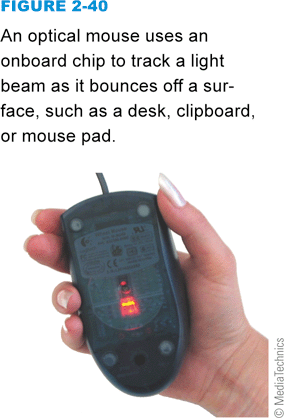 FIGURE 2-40
An optical mouse uses an
onboard chip to track a light
beam as it bounces off a sur-
face, such as a desk, clipboard,
or mouse pad.
© MediaTechnics